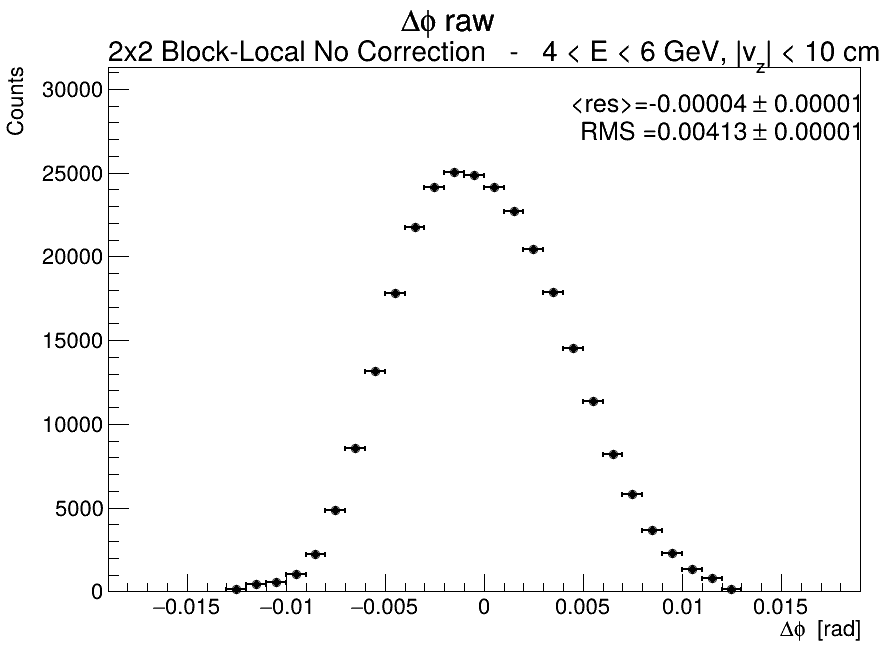 Δϕ raw
2x2 Block-Local No Correction - 4 < E < 6 GeV, |v_z| < 10 cm
Counts
<res>=-0.00004 ± 0.00001
RMS =0.00413 ± 0.00001
30000
25000
20000
15000
10000
5000
0
−0.015 −0.01 −0.005 0 0.005 0.01 0.015
Δϕ [rad]